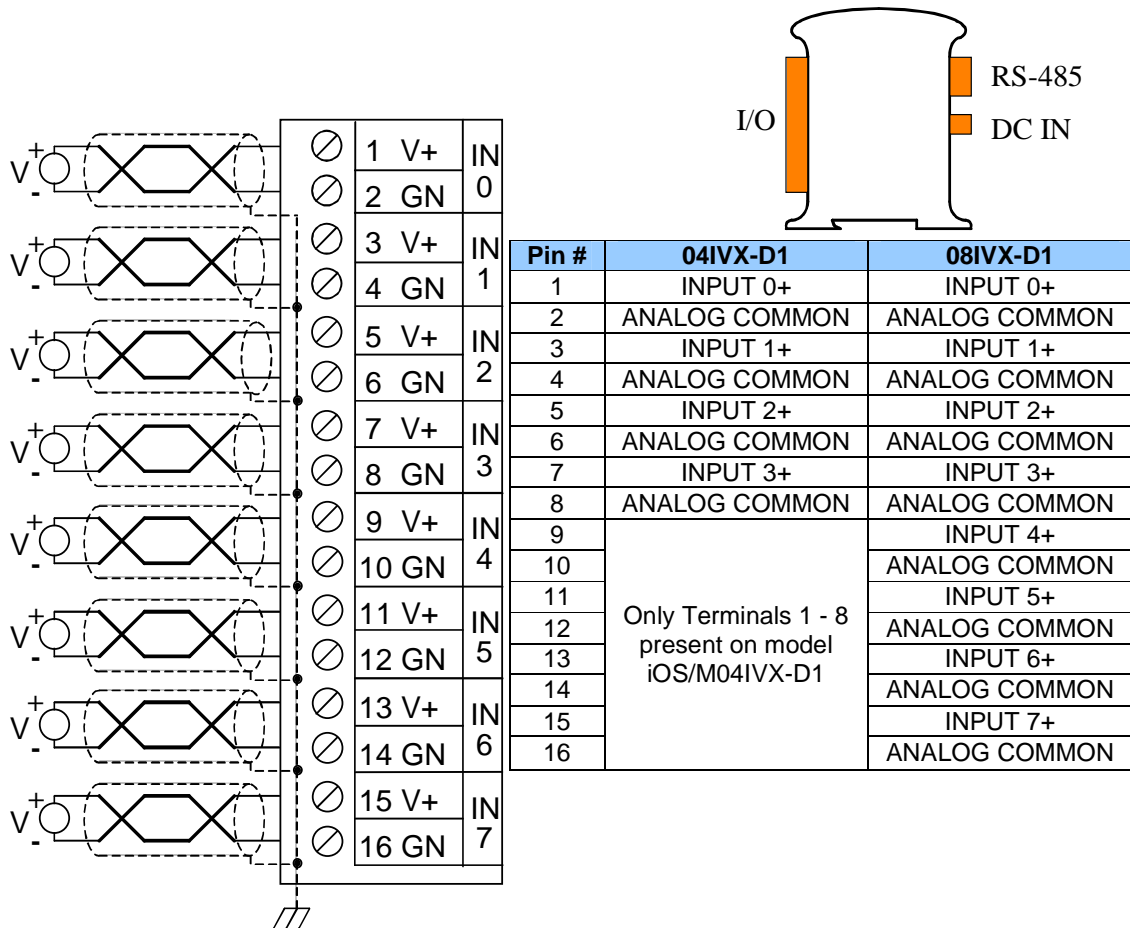 RS-485
I/O
DC IN
V + -
1 V+
IN 0
2 GN
V + -
3 V+
IN 1
4 GN
V + -
5 V+
IN 2
6 GN
V + -
7 V+
IN 3
8 GN
V + -
9 V+
IN 4
10 GN
V + -
11 V+
IN 5
12 GN
V + -
13 V+
IN 6
14 GN
V + -
15 V+
IN 7
16 GN
Pin # 04IVX-D1 08IVX-D1
1 INPUT 0+ INPUT 0+
2 ANALOG COMMON ANALOG COMMON
3 INPUT 1+ INPUT 1+
4 ANALOG COMMON ANALOG COMMON
5 INPUT 2+ INPUT 2+
6 ANALOG COMMON ANALOG COMMON
7 INPUT 3+ INPUT 3+
8 ANALOG COMMON ANALOG COMMON
9 INPUT 4+
10 ANALOG COMMON
11 INPUT 5+
12 ANALOG COMMON
13 INPUT 6+
14 ANALOG COMMON
15 INPUT 7+
16 ANALOG COMMON
Only Terminals 1 - 8
present on model
iOS/M04IVX-D1